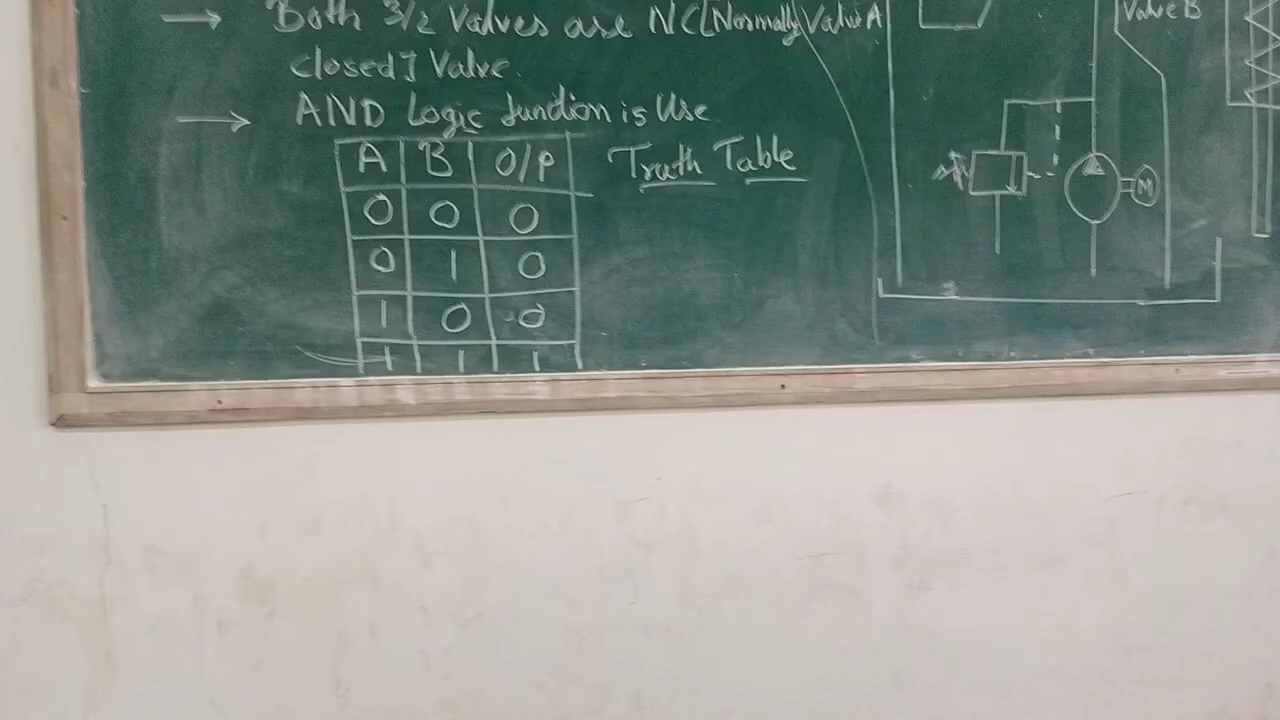 → Both 3/2 valves are NC[Normally
closed] Valve.
→ AND Logic function is Use
Truth Table
A B O/P
0 0 0
0 1 0
1 0 0
1 1 1
Valve A
Valve B
M